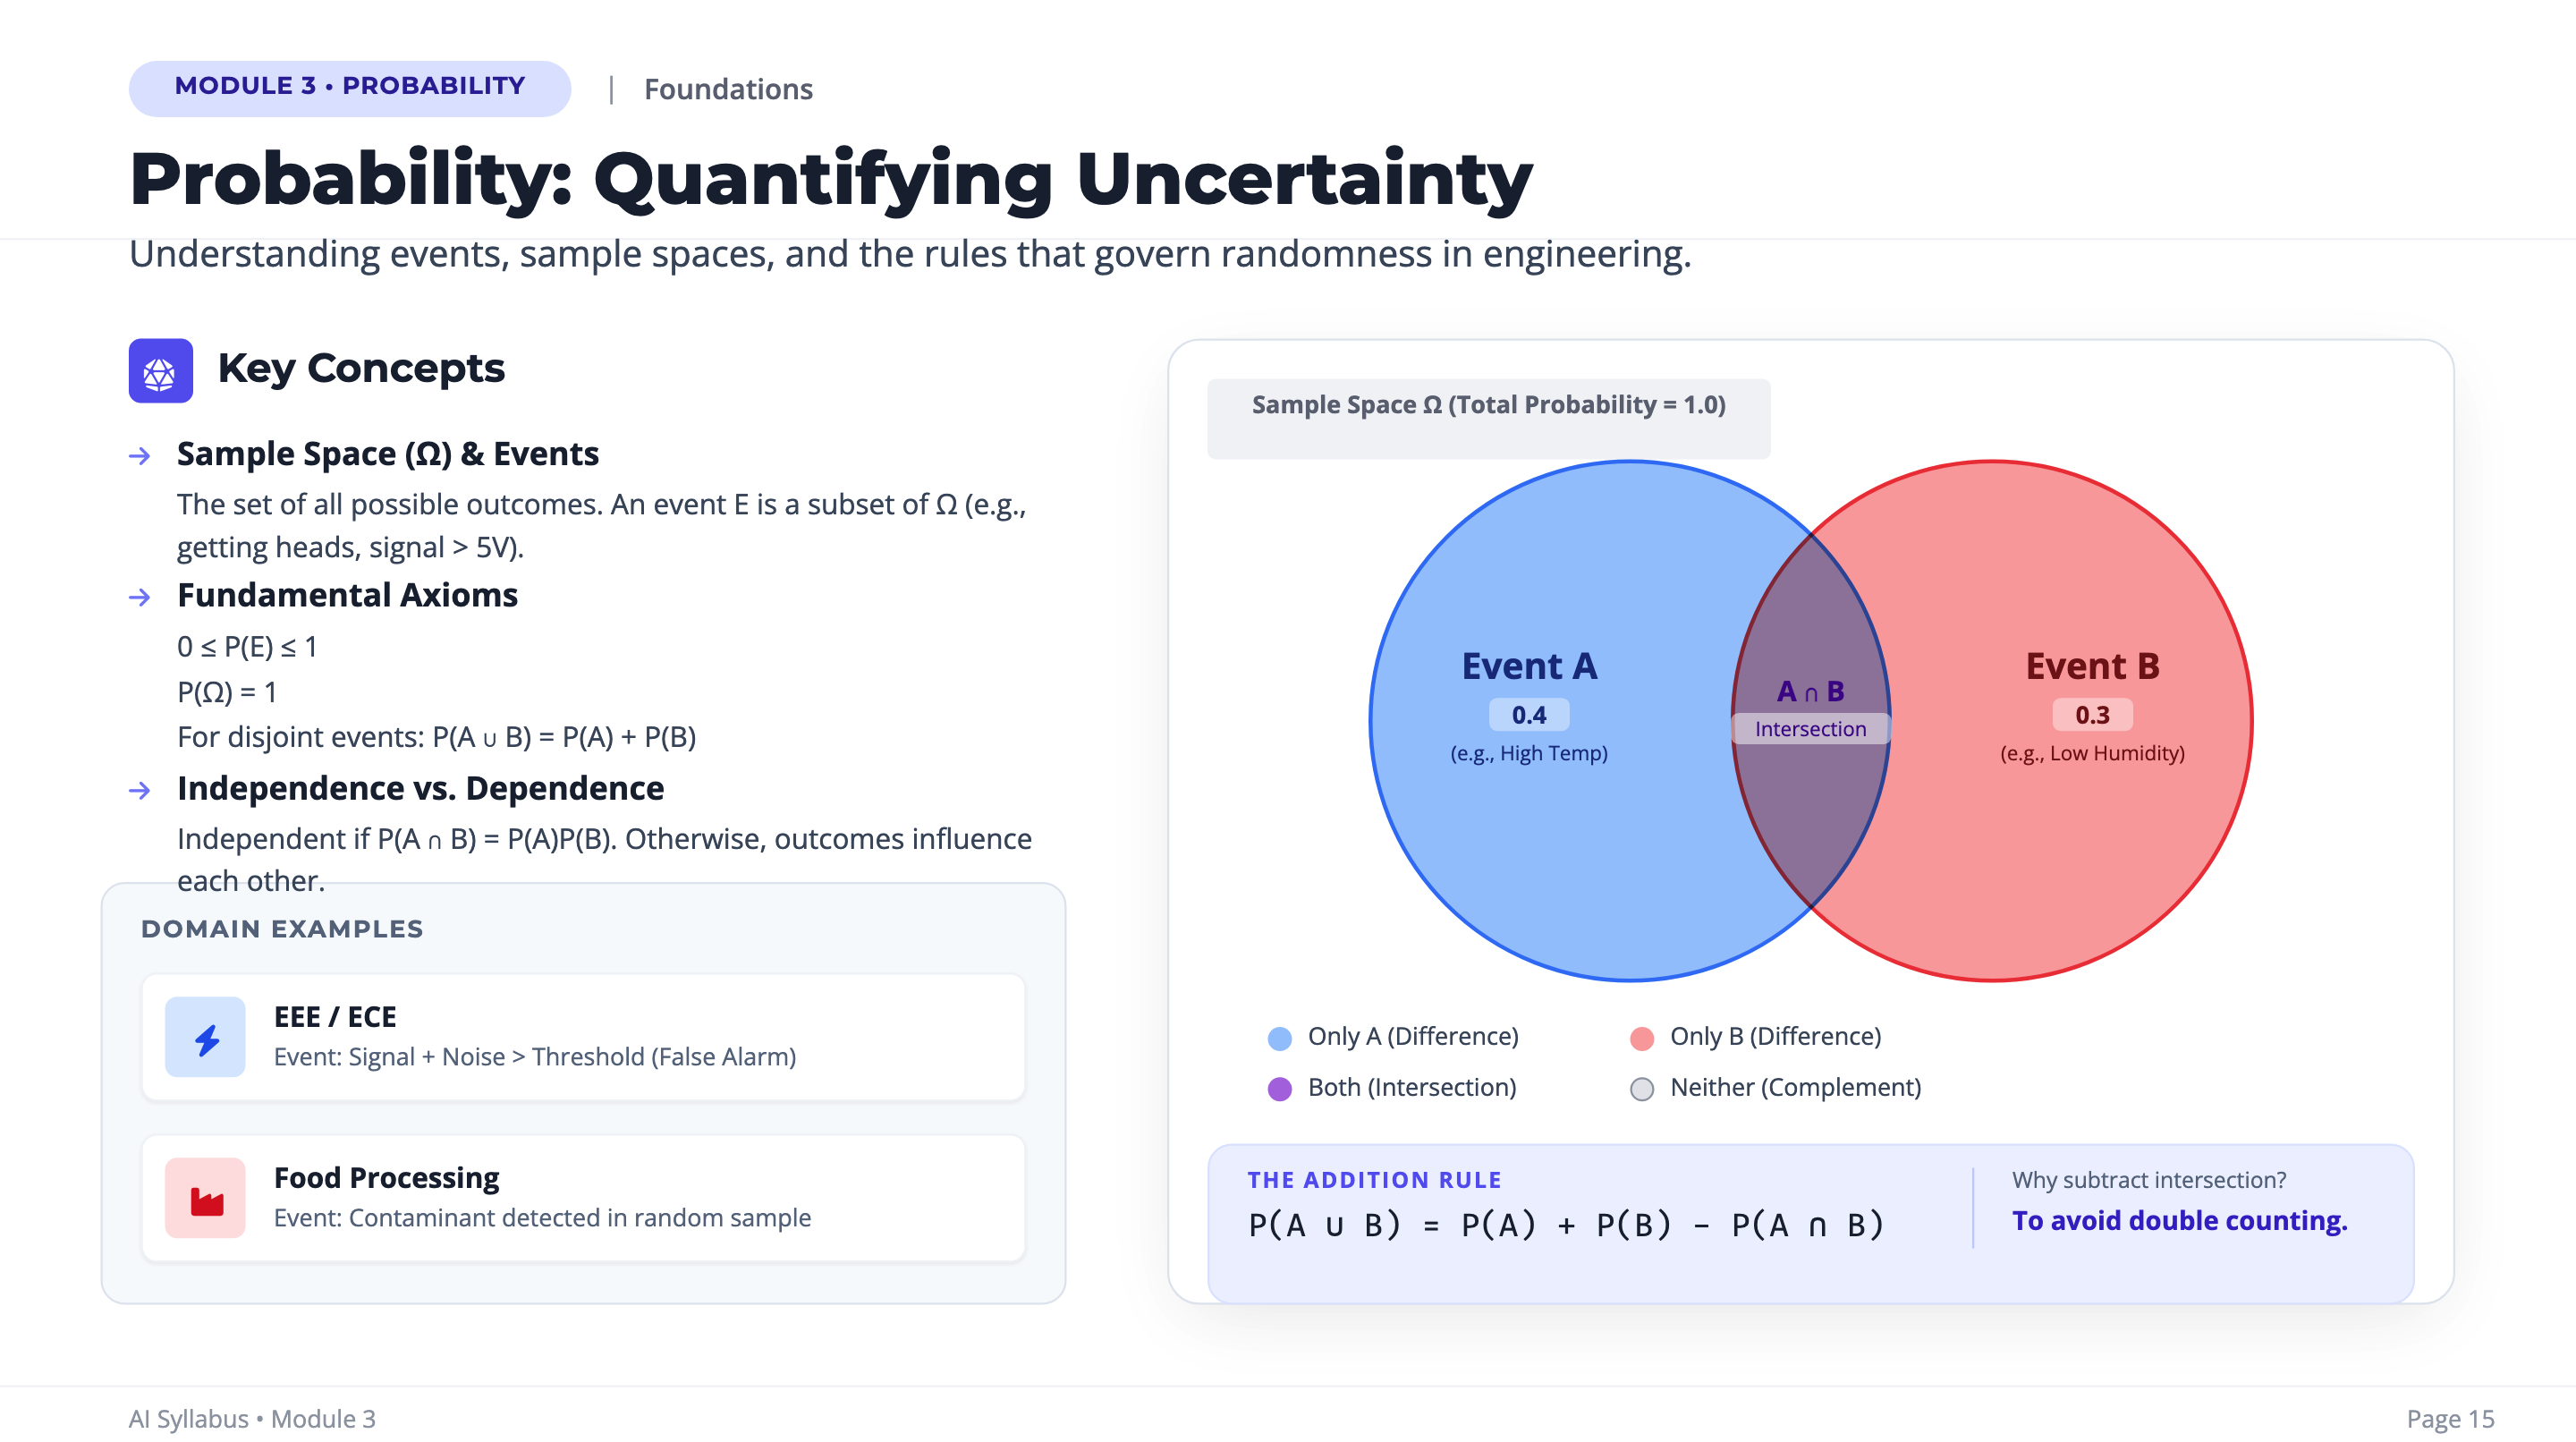 MODULE 3 • PROBABILITY | Foundations
Probability: Quantifying Uncertainty
Understanding events, sample spaces, and the rules that govern randomness in engineering.
Key Concepts
→ Sample Space (Ω) & Events
The set of all possible outcomes. An event E is a subset of Ω (e.g.,
getting heads, signal > 5V).
→ Fundamental Axioms
0 ≤ P(E) ≤ 1
P(Ω) = 1
For disjoint events: P(A ∪ B) = P(A) + P(B)
→ Independence vs. Dependence
Independent if P(A ∩ B) = P(A)P(B). Otherwise, outcomes influence
each other.
DOMAIN EXAMPLES
EEE / ECE
Event: Signal + Noise > Threshold (False Alarm)
Food Processing
Event: Contaminant detected in random sample
Sample Space Ω (Total Probability = 1.0)
Event A
0.4
(e.g., High Temp)
A ∩ B
Intersection
Event B
0.3
(e.g., Low Humidity)
Only A (Difference)
Only B (Difference)
Both (Intersection)
Neither (Complement)
THE ADDITION RULE
P(A ∪ B) = P(A) + P(B) - P(A ∩ B)
Why subtract intersection?
To avoid double counting.
AI Syllabus • Module 3
Page 15